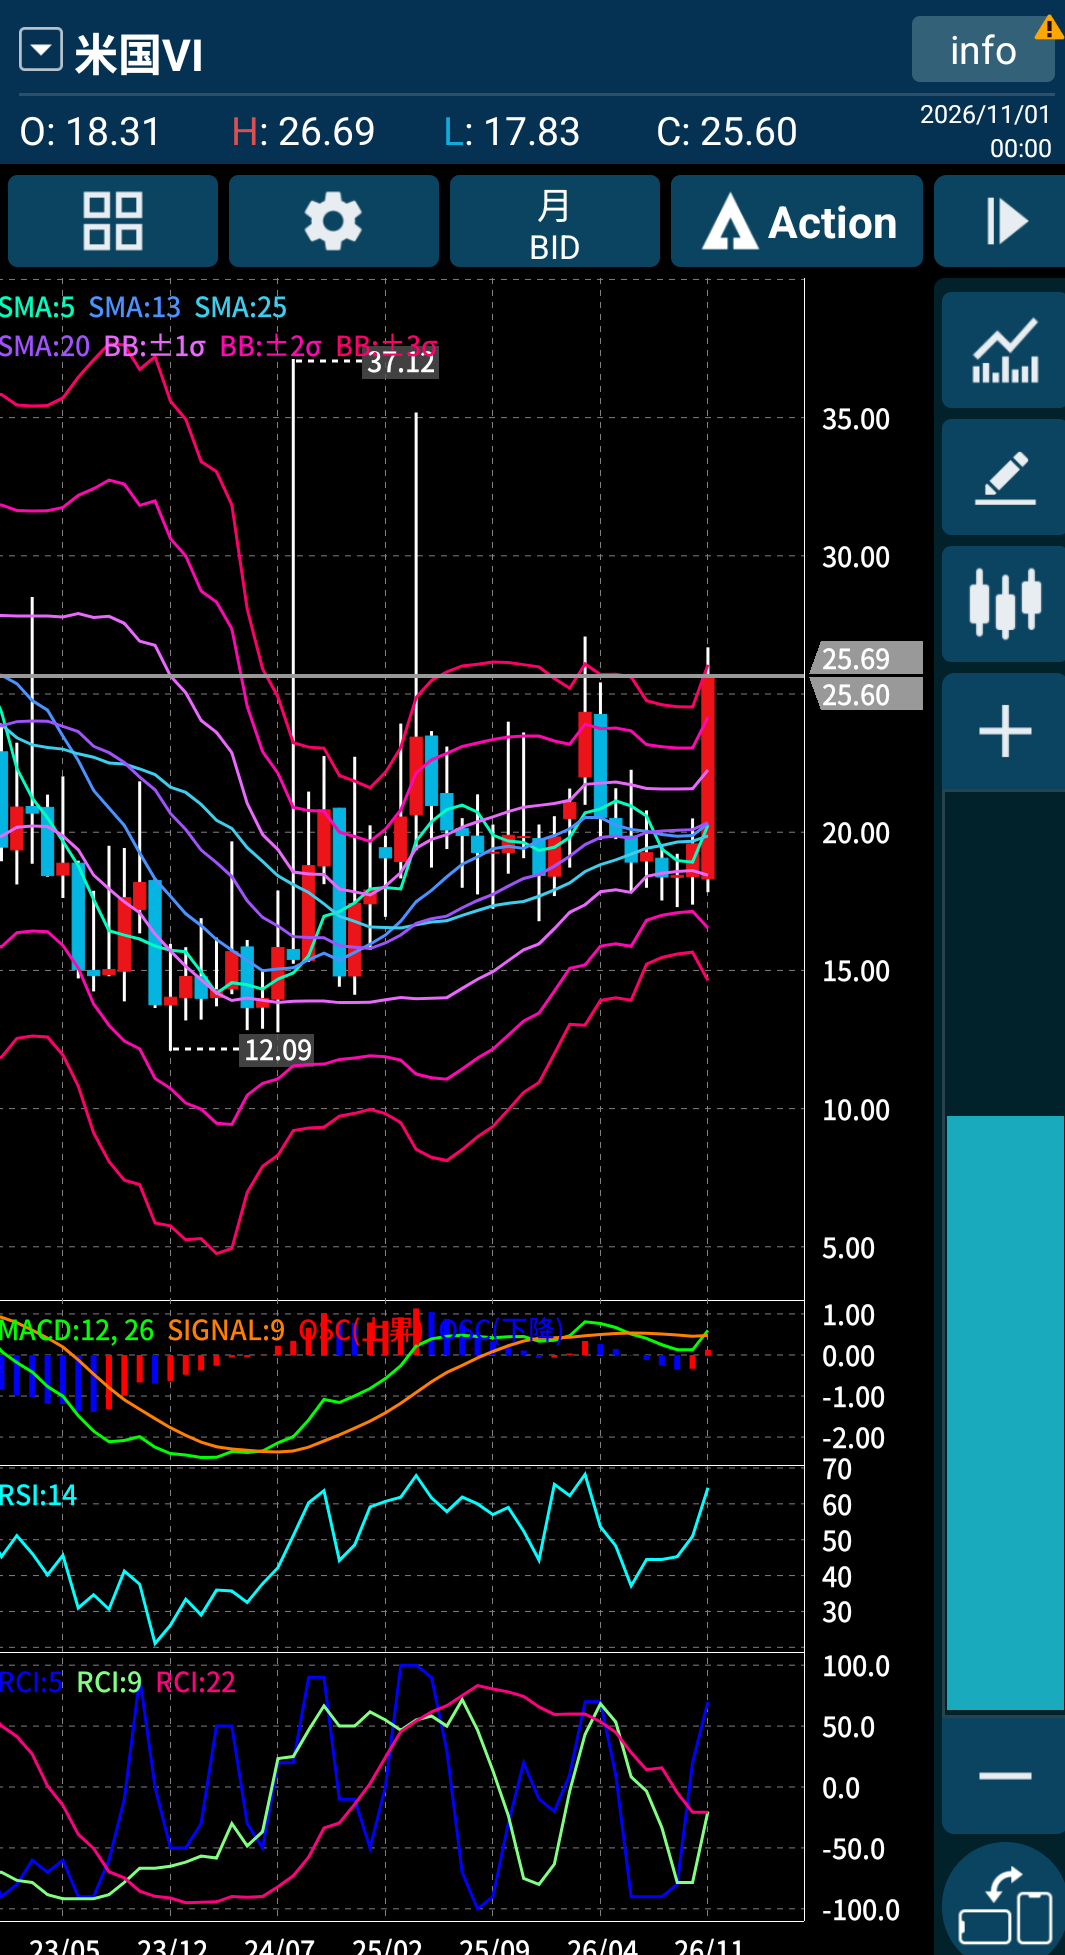 米国VI
info
O: 18.31 H: 26.69 L: 17.83 C: 25.60
2026/11/01
00:00
月
BID
Action
SMA:5 SMA:13 SMA:25
SMA:20 BB:±1σ BB:±2σ BB:±3σ
37.12
35.00
30.00
25.69
25.60
20.00
15.00
12.09
10.00
5.00
MACD:12, 26 SIGNAL:9 OSC(上昇) OSC(下降)
1.00
0.00
-1.00
-2.00
RSI:14
70
60
50
40
30
RCI:5 RCI:9 RCI:22
100.0
50.0
0.0
-50.0
-100.0
23/05 23/12 24/07 25/02 25/09 26/04 26/11